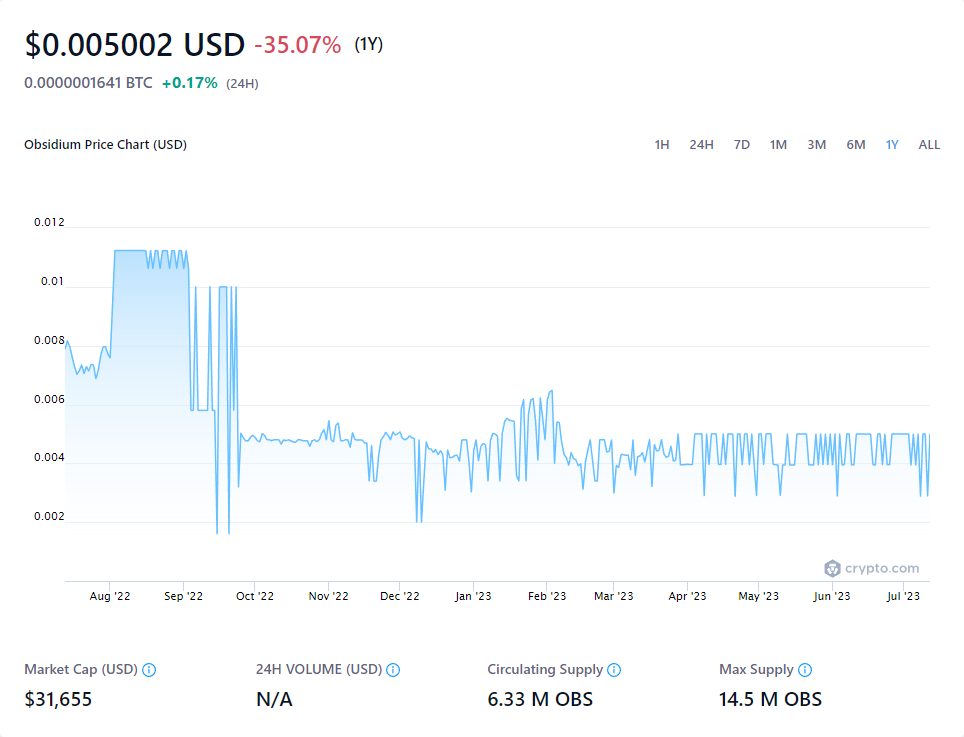 $0.005002 USD -35.07% (1Y)
0.0000001641 BTC +0.17% (24H)
Obsidium Price Chart (USD) 1H 24H 7D 1M 3M 6M 1Y ALL
0.012
0.01
0.008
0.006
0.004
0.002
crypto.com
Aug '22 Sep '22 Oct '22 Nov '22 Dec '22 Jan '23 Feb '23 Mar '23 Apr '23 May '23 Jun '23 Jul '23
Market Cap (USD) 24H VOLUME (USD) Circulating Supply Max Supply
$31,655 N/A 6.33 M OBS 14.5 M OBS